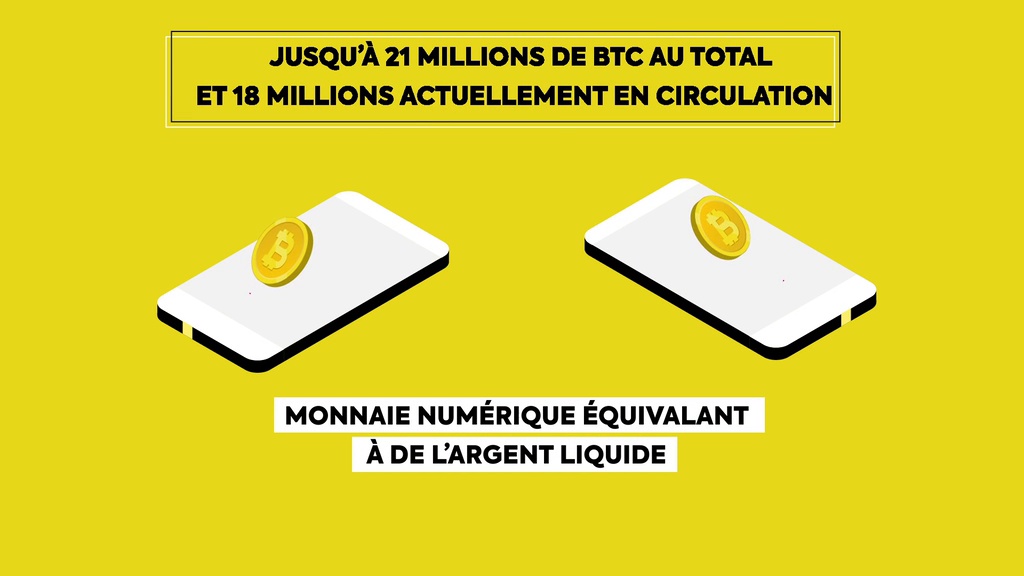 JUSQU’À 21 MILLIONS DE BTC AU TOTAL
ET 18 MILLIONS ACTUELLEMENT EN CIRCULATION
MONNAIE NUMÉRIQUE ÉQUIVALANT
À DE L’ARGENT LIQUIDE